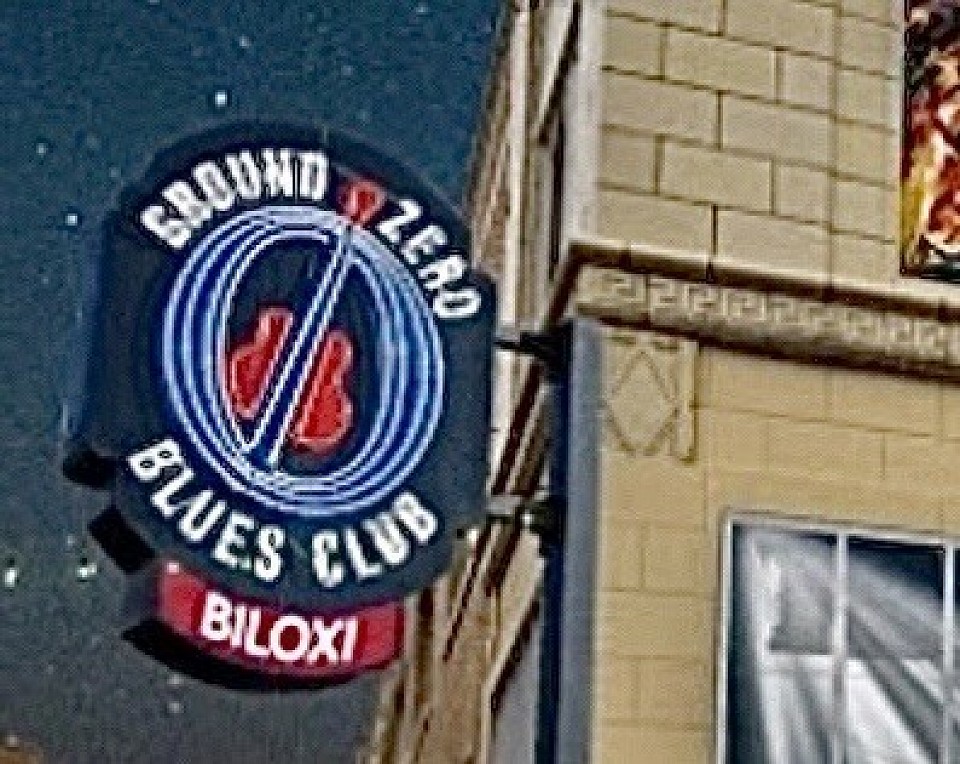 GROUND ZERO
BLUES CLUB
BILOXI